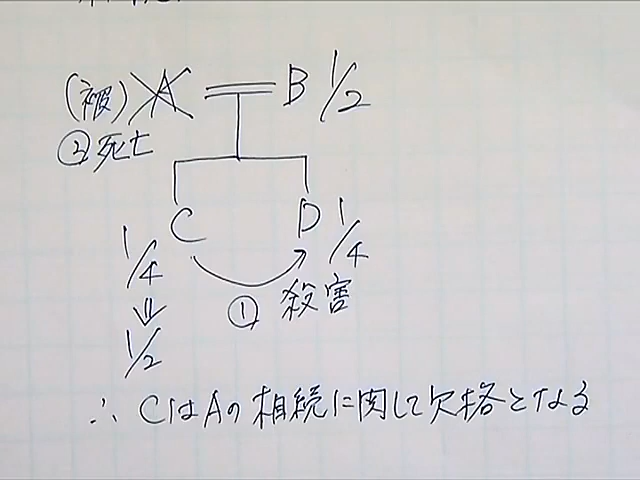 (被) A B 1/2
② 死亡
C D 1/4
1/4
① 殺害
⇓
1/2
∴ CはAの相続に関して欠格となる